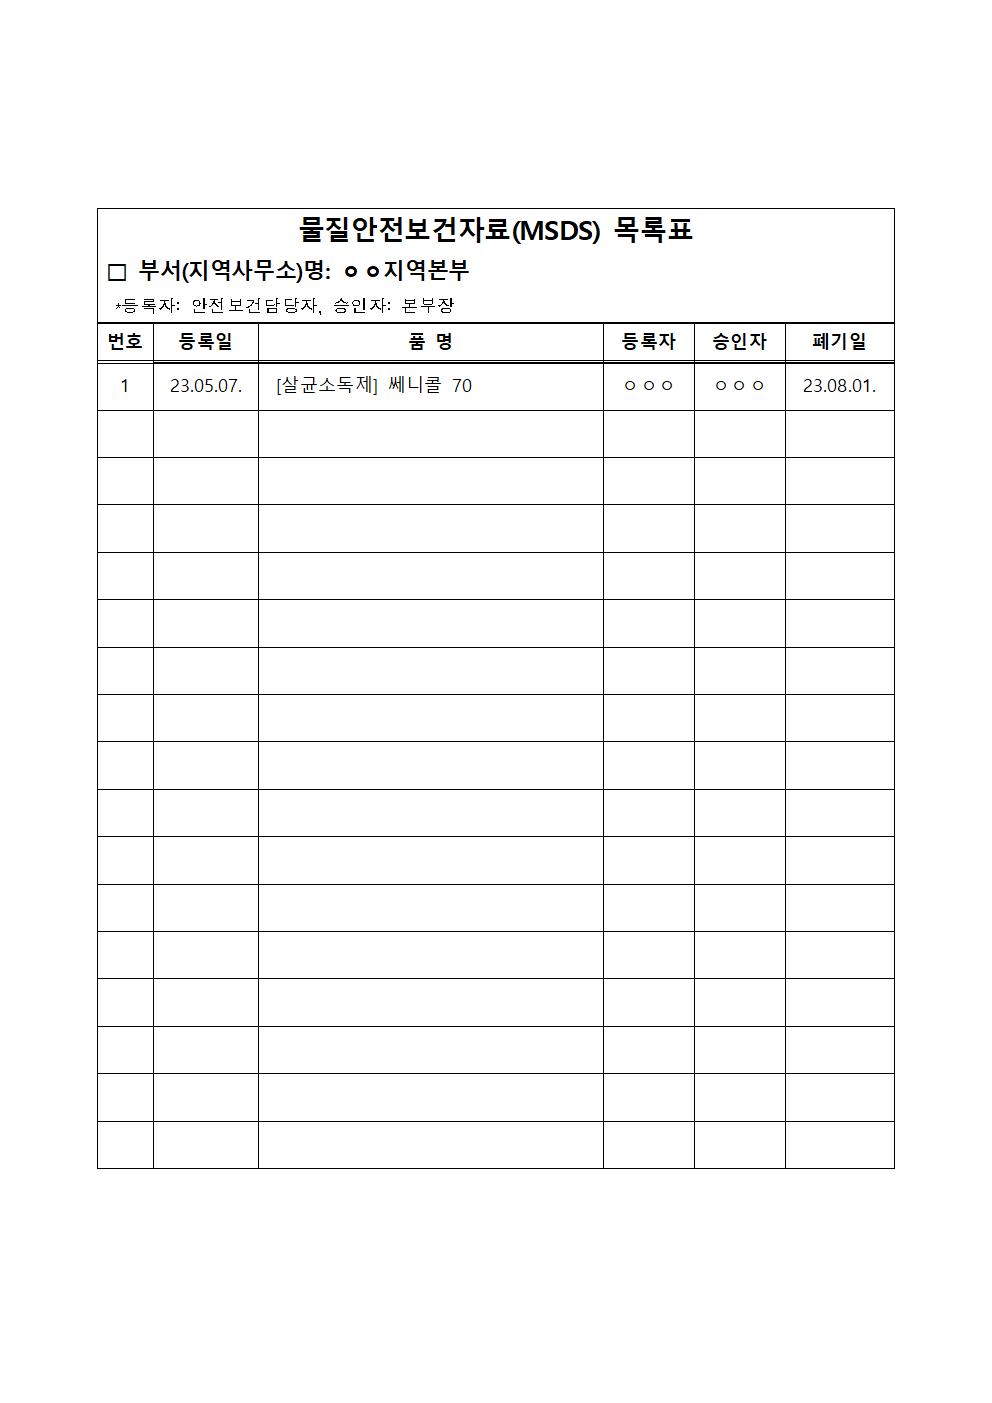 물질안전보건자료(MSDS) 목록표
□ 부서(지역사무소)명: ㅇㅇ지역본부
*등록자: 안전보건담당자, 승인자: 본부장
번호 등록일 품 명 등록자 승인자 폐기일
1 23.05.07. [살균소독제] 쎄니콜 70 ㅇㅇㅇ ㅇㅇㅇ 23.08.01.